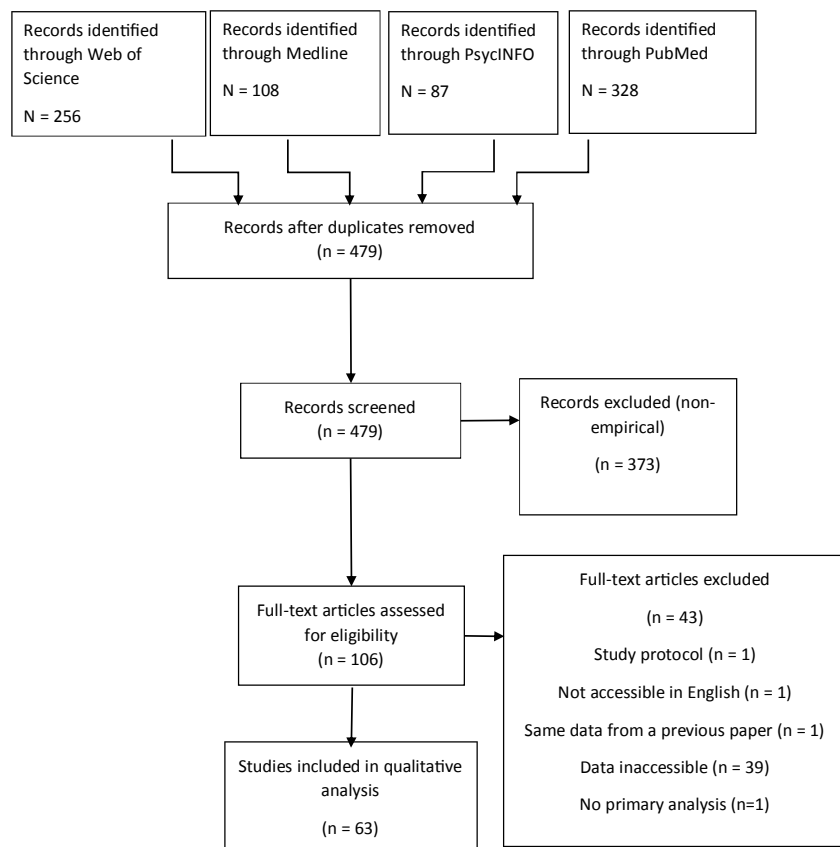 Records identified
through Web of
Science
N = 256
Records identified
through Medline
N = 108
Records identified
through PsycINFO
N = 87
Records identified
through PubMed
N = 328
Records after duplicates removed
(n = 479)
Records screened
(n = 479)
Records excluded (non-
empirical)
(n = 373)
Full-text articles assessed
for eligibility
(n = 106)
Full-text articles excluded
(n = 43)
Study protocol (n = 1)
Not accessible in English (n = 1)
Same data from a previous paper (n = 1)
Data inaccessible (n = 39)
No primary analysis (n=1)
Studies included in qualitative
analysis
(n = 63)